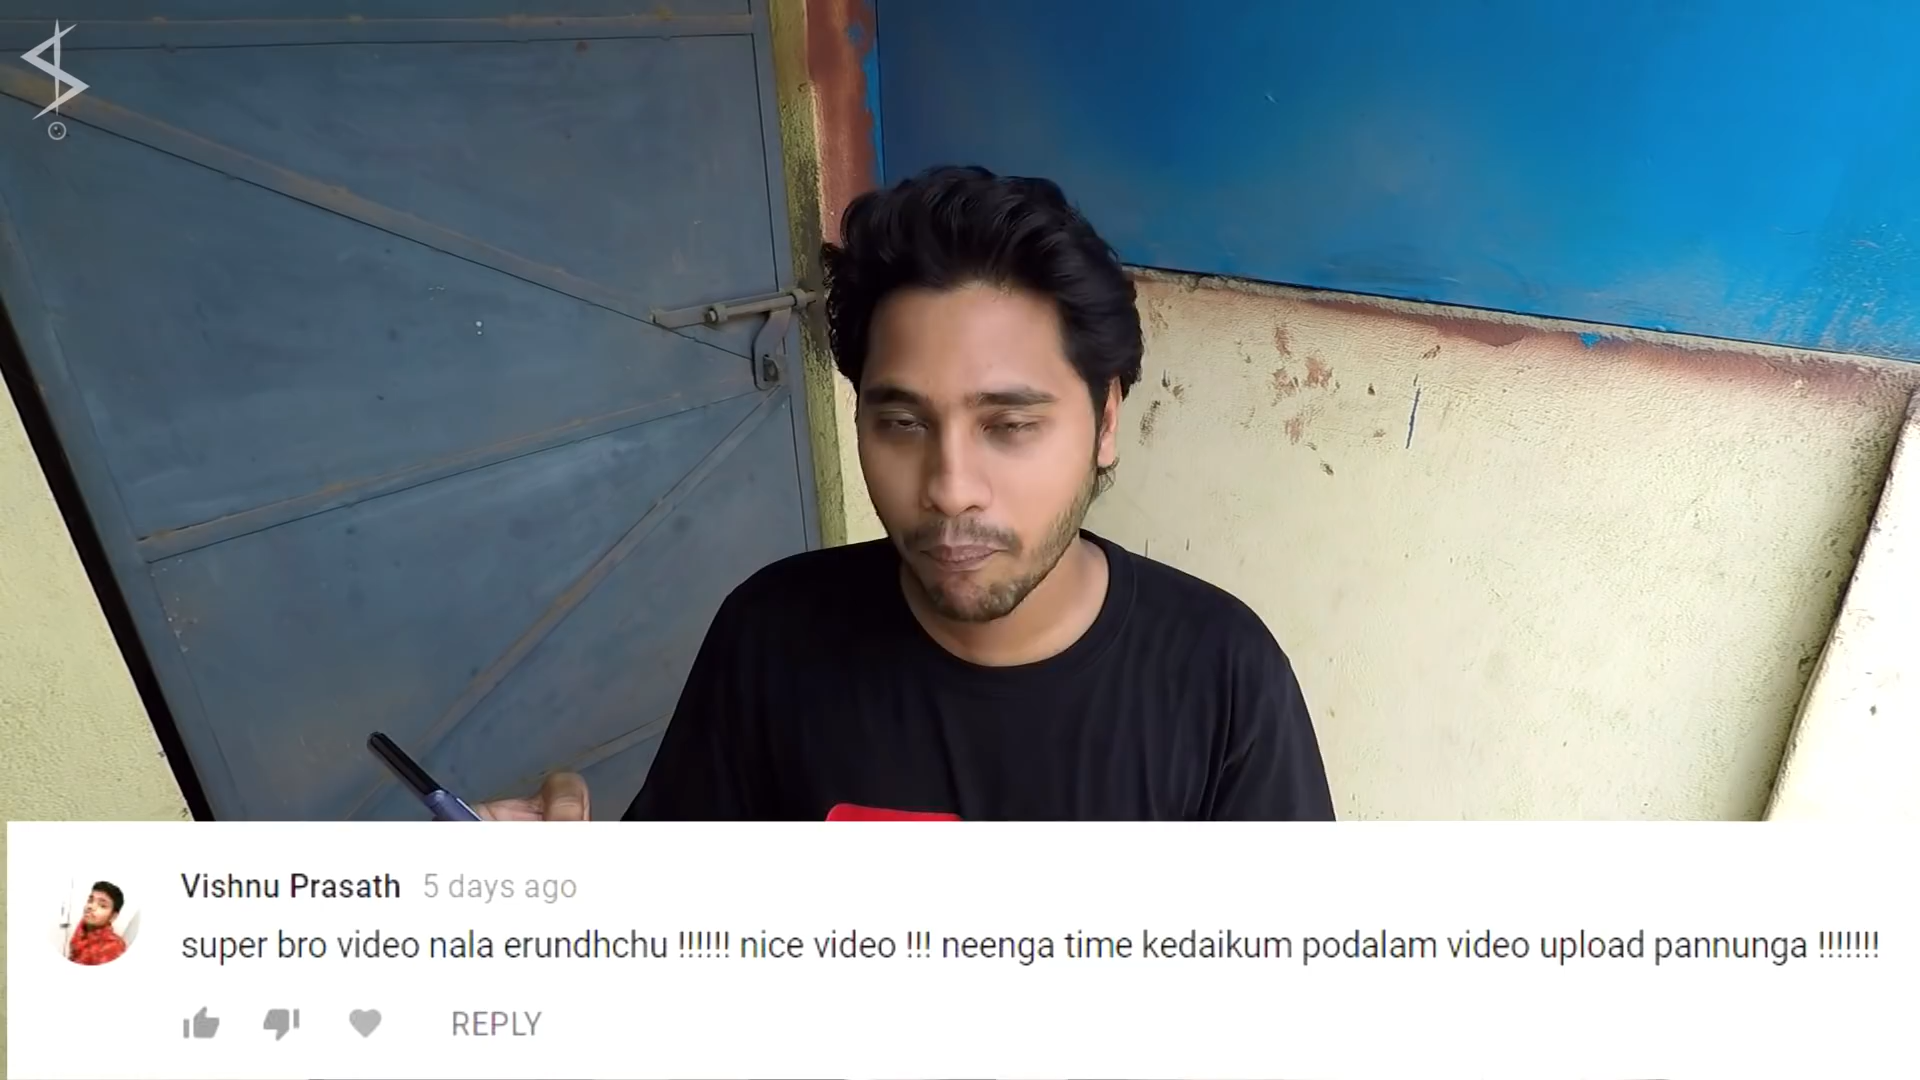 Vishnu Prasath 5 days ago
super bro video nala erundhchu !!!!!! nice video !!! neenga time kedaikum podalam video upload pannunga !!!!!!!
REPLY